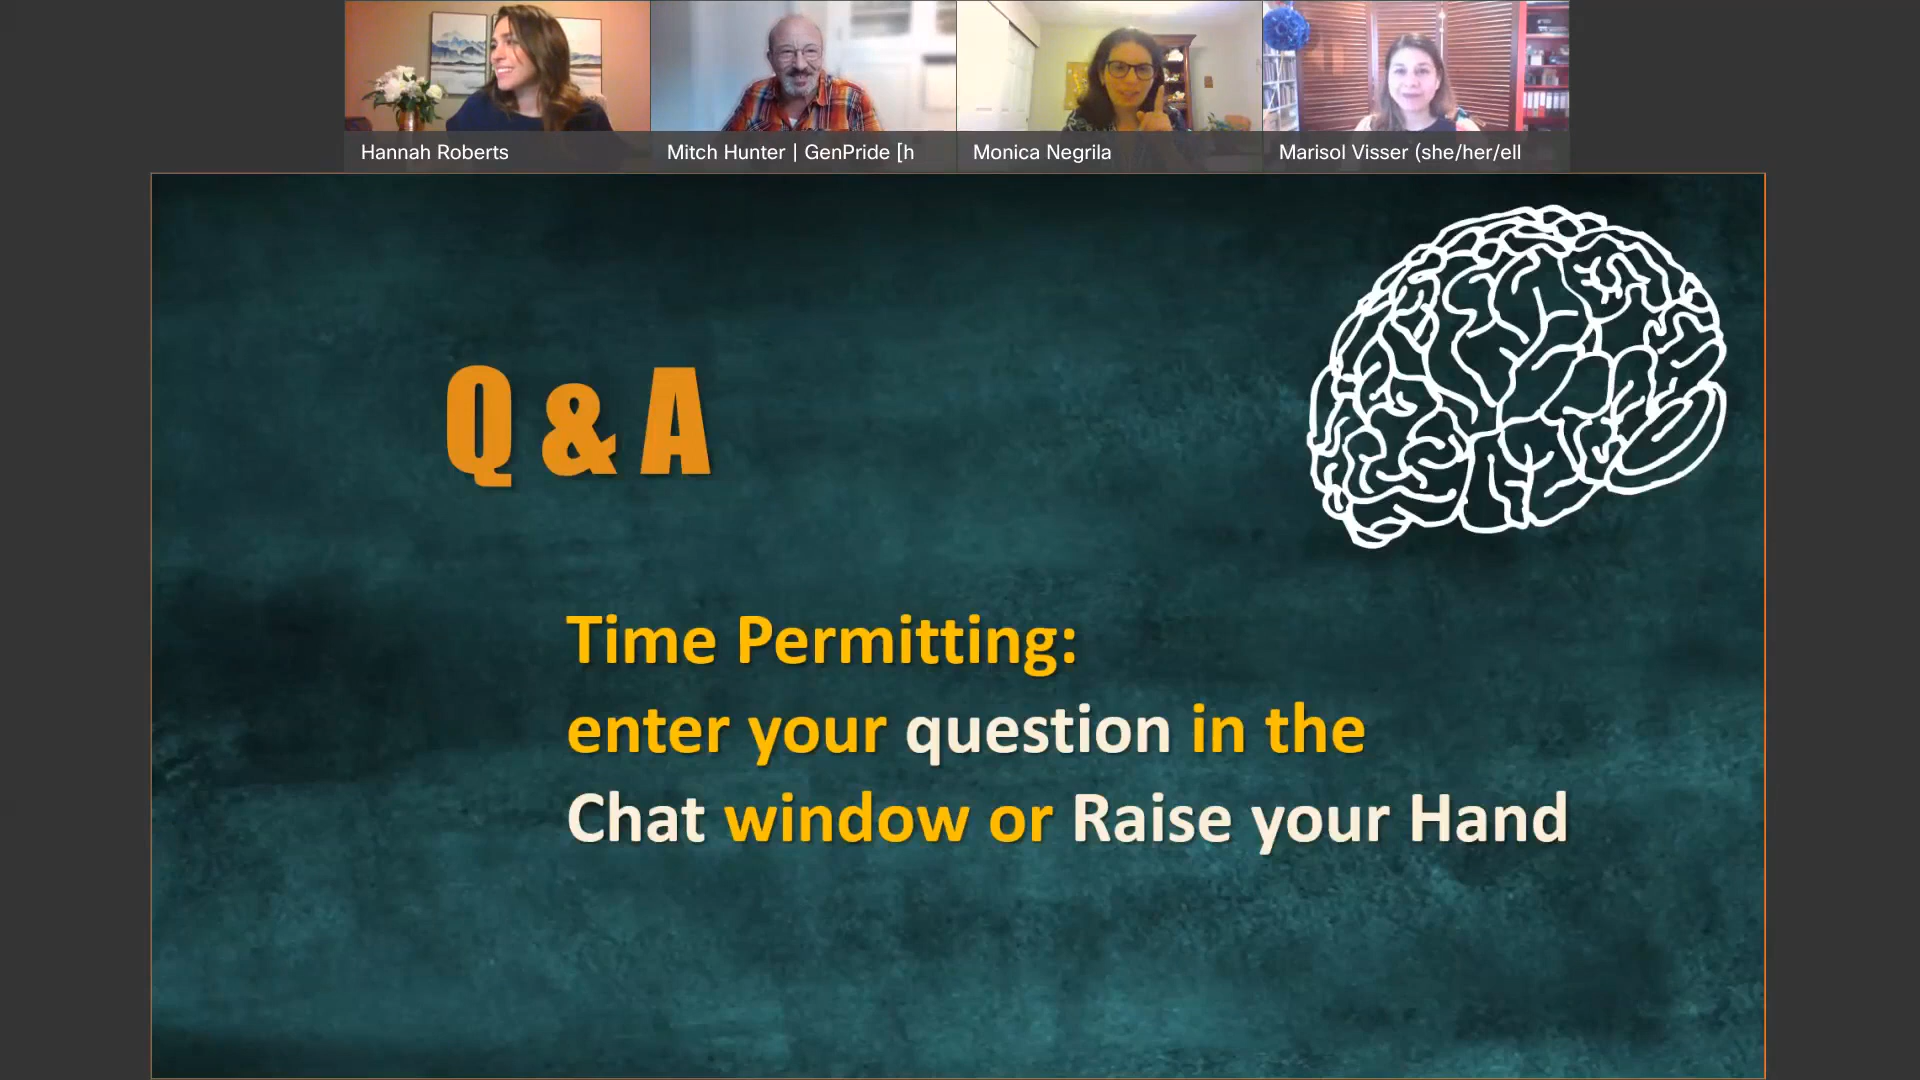 Hannah Roberts
Mitch Hunter | GenPride [h
Monica Negrila
Marisol Visser (she/her/ell
Q & A
Time Permitting:
enter your question in the
Chat window or Raise your Hand